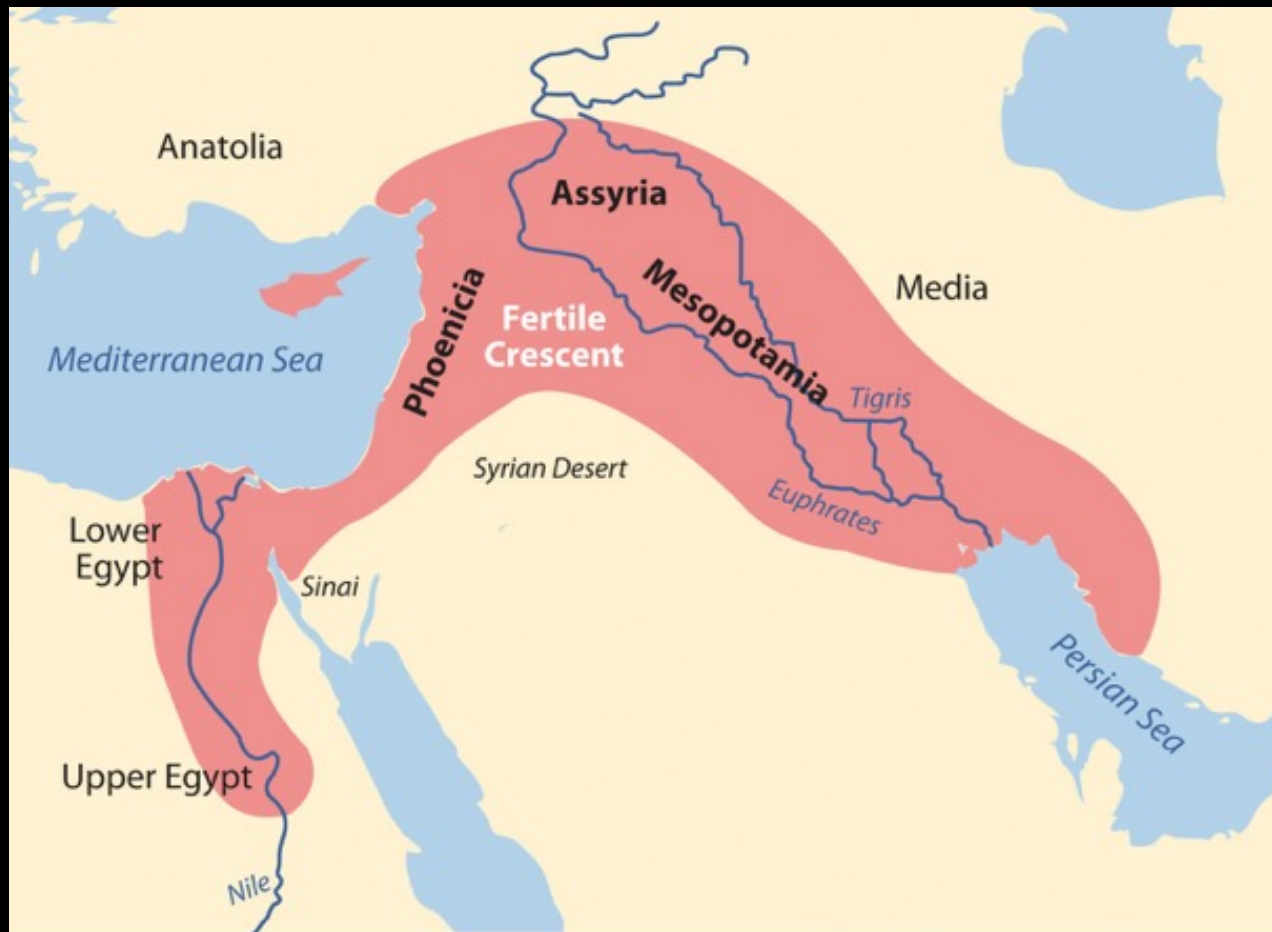 Anatolia
Assyria
Mesopotamia
Media
Phoenicia
Fertile
Crescent
Mediterranean Sea
Tigris
Syrian Desert
Euphrates
Lower
Egypt
Sinai
Persian Sea
Upper Egypt
Nile